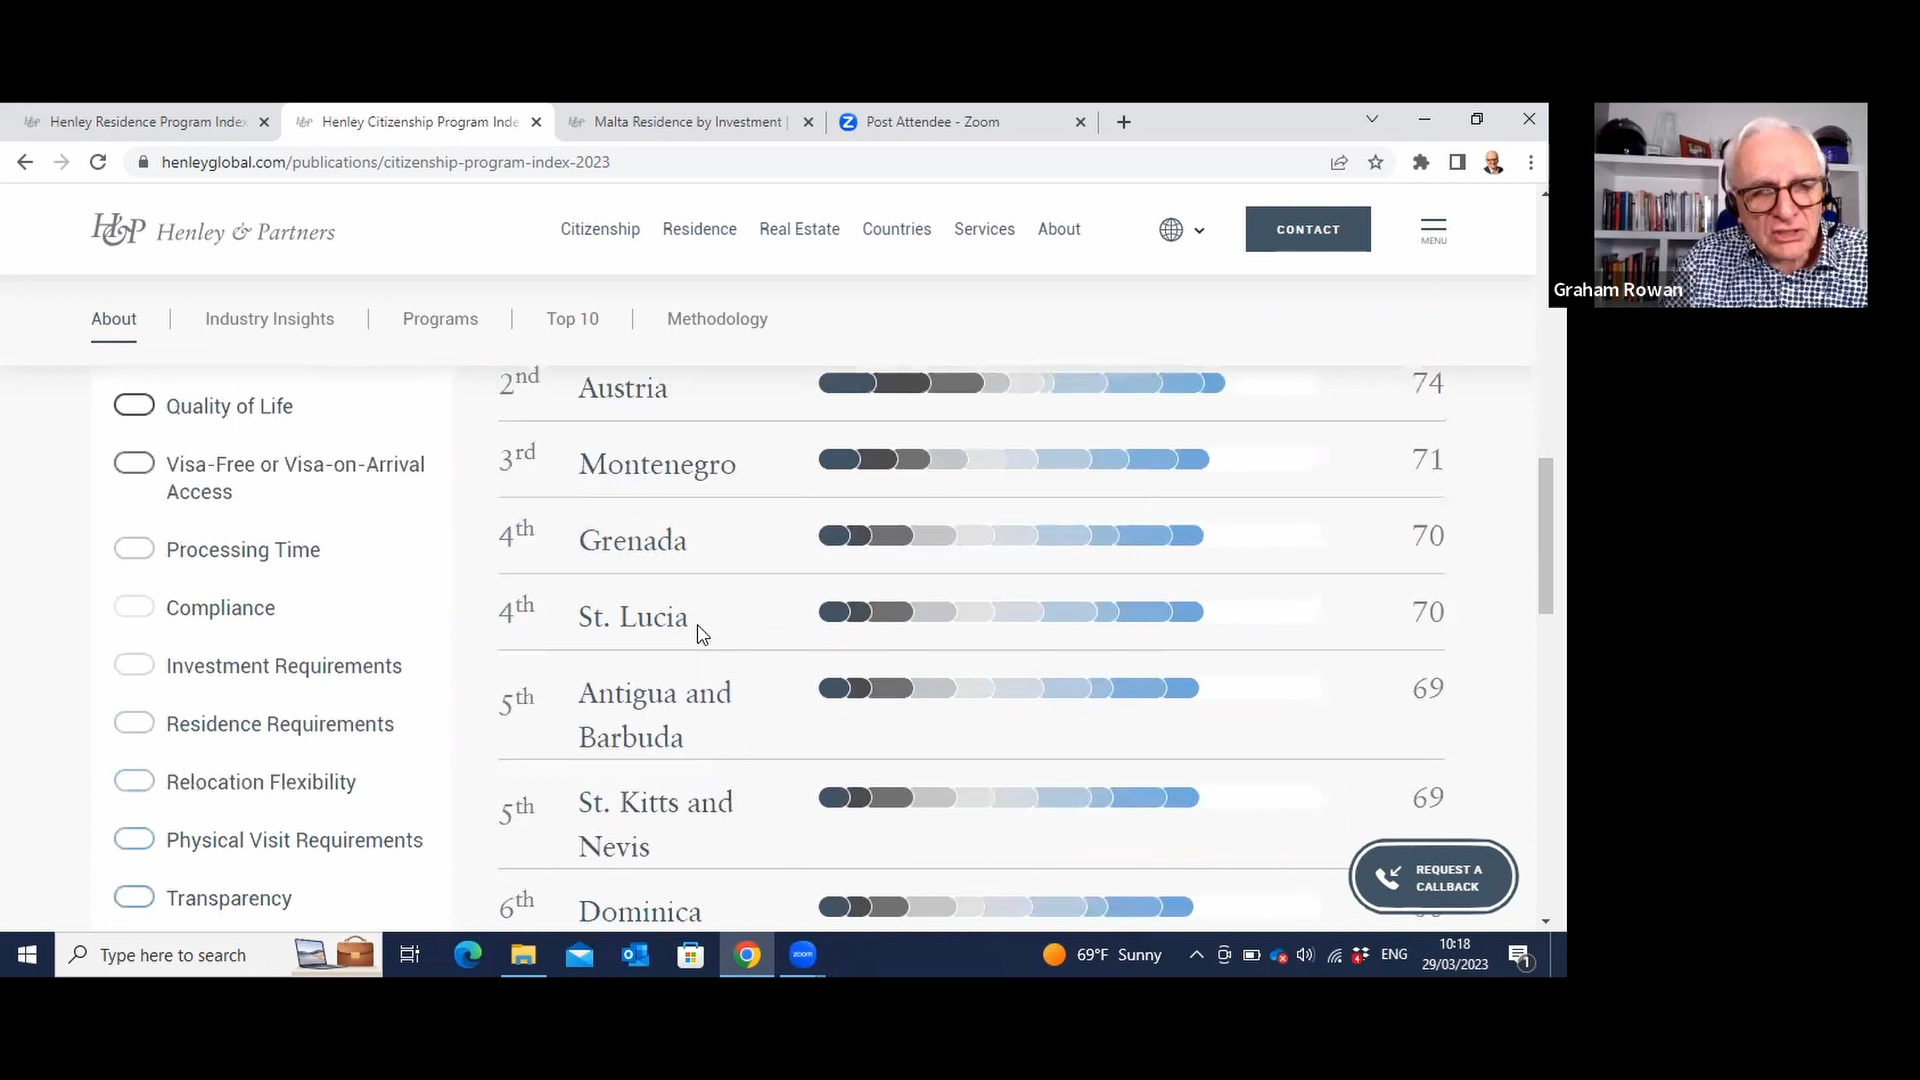 Henley Residence Program Index
Henley Citizenship Program Inde
Malta Residence by Investment |
Post Attendee - Zoom
henleyglobal.com/publications/citizenship-program-index-2023
H&P Henley & Partners
Citizenship
Residence
Real Estate
Countries
Services
About
CONTACT
MENU
Graham Rowan
About
Industry Insights
Programs
Top 10
Methodology
Quality of Life
Visa-Free or Visa-on-Arrival
Access
Processing Time
Compliance
Investment Requirements
Residence Requirements
Relocation Flexibility
Physical Visit Requirements
Transparency
2nd Austria 74
3rd Montenegro 71
4th Grenada 70
4th St. Lucia 70
5th Antigua and 69
Barbuda
5th St. Kitts and 69
Nevis
6th Dominica
REQUEST A
CALLBACK
Type here to search
zoom
69°F Sunny
4
ENG
10:18
29/03/2023
1